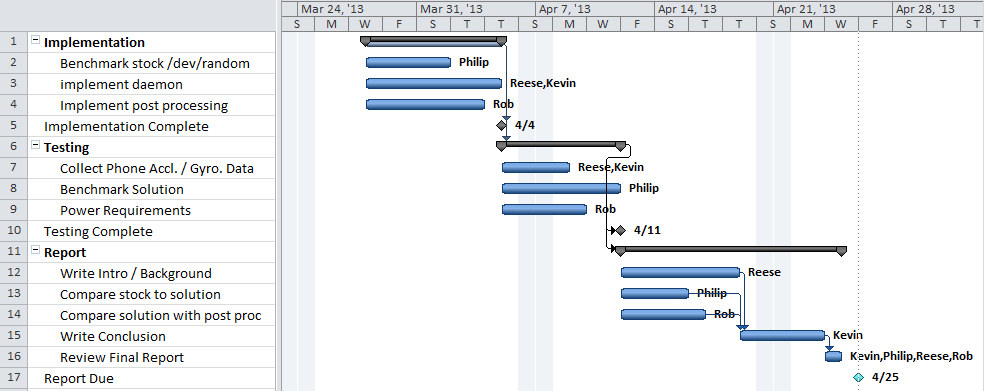 Mar 24, '13 Mar 31, '13 Apr 7, '13 Apr 14, '13 Apr 21, '13 Apr 28, '13
S M W F S T T S M W F S T T S M W F S T T
1 Implementation
2 Benchmark stock /dev/random Philip
3 implement daemon Reese,Kevin
4 Implement post processing Rob
5 Implementation Complete 4/4
6 Testing
7 Collect Phone Accl. / Gyro. Data Reese,Kevin
8 Benchmark Solution Philip
9 Power Requirements Rob
10 Testing Complete 4/11
11 Report
12 Write Intro / Background Reese
13 Compare stock to solution Philip
14 Compare solution with post proc Rob
15 Write Conclusion Kevin
16 Review Final Report Kevin,Philip,Reese,Rob
17 Report Due 4/25